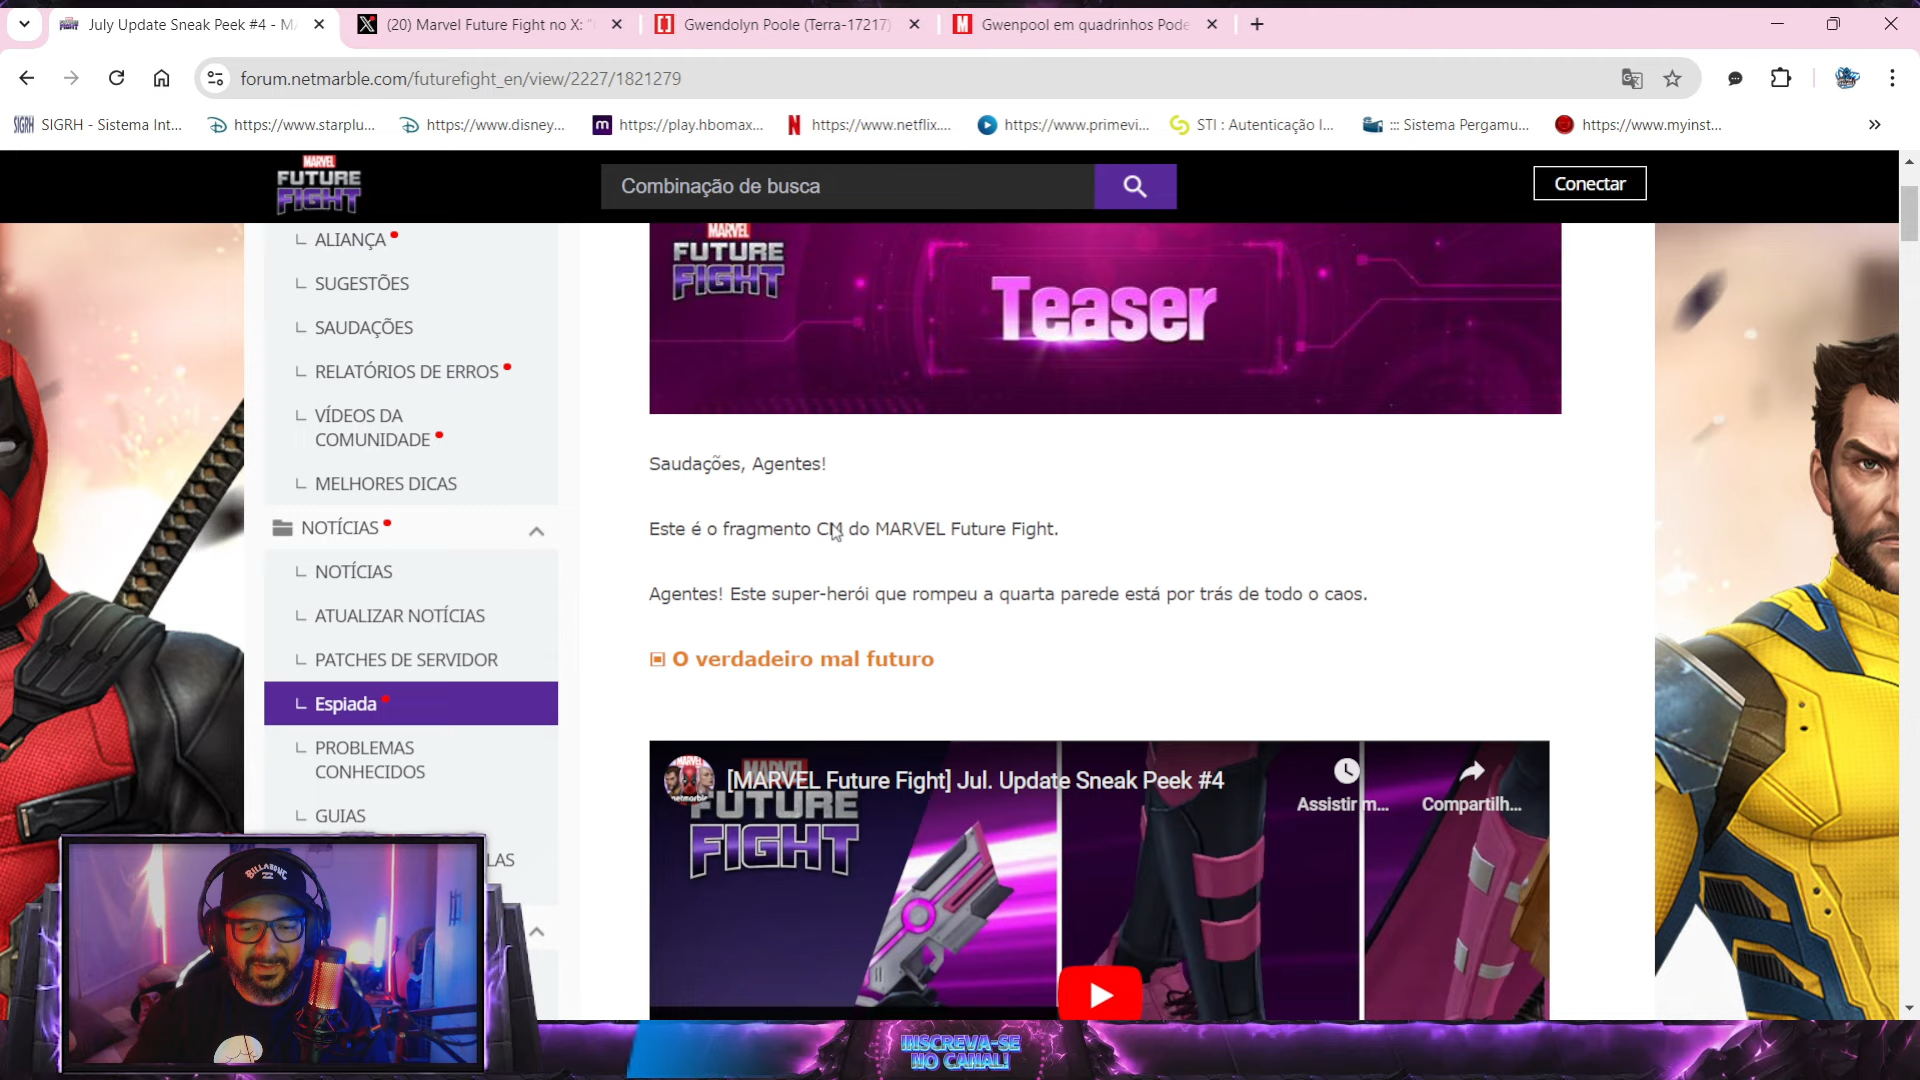 July Update Sneak Peek #4 - MA
(20) Marvel Future Fight no X: "
Gwendolyn Poole (Terra-17217)
Gwenpool em quadrinhos Pode
forum.netmarble.com/futurefight_en/view/2227/1821279
SIGRH - Sistema Int...
https://www.starplu...
https://www.disney...
https://play.hbomax...
https://www.netflix....
https://www.primevi...
STI : Autenticação I...
::: Sistema Pergamu...
https://www.myinst...
MARVEL
FUTURE
FIGHT
Combinação de busca
Conectar
ALIANÇA
SUGESTÕES
SAUDAÇÕES
RELATÓRIOS DE ERROS
VÍDEOS DA
COMUNIDADE
MELHORES DICAS
NOTÍCIAS
NOTÍCIAS
ATUALIZAR NOTÍCIAS
PATCHES DE SERVIDOR
Espiada
PROBLEMAS
CONHECIDOS
GUIAS
LAS
MARVEL
FUTURE
FIGHT
Teaser
Saudações, Agentes!
Este é o fragmento CM do MARVEL Future Fight.
Agentes! Este super-herói que rompeu a quarta parede está por trás de todo o caos.
O verdadeiro mal futuro
[MARVEL Future Fight] Jul. Update Sneak Peek #4
Assistir m...
Compartilh...
MARVEL
FUTURE
FIGHT
BILLABONG
INSCREVA-SE
NO CANAL!